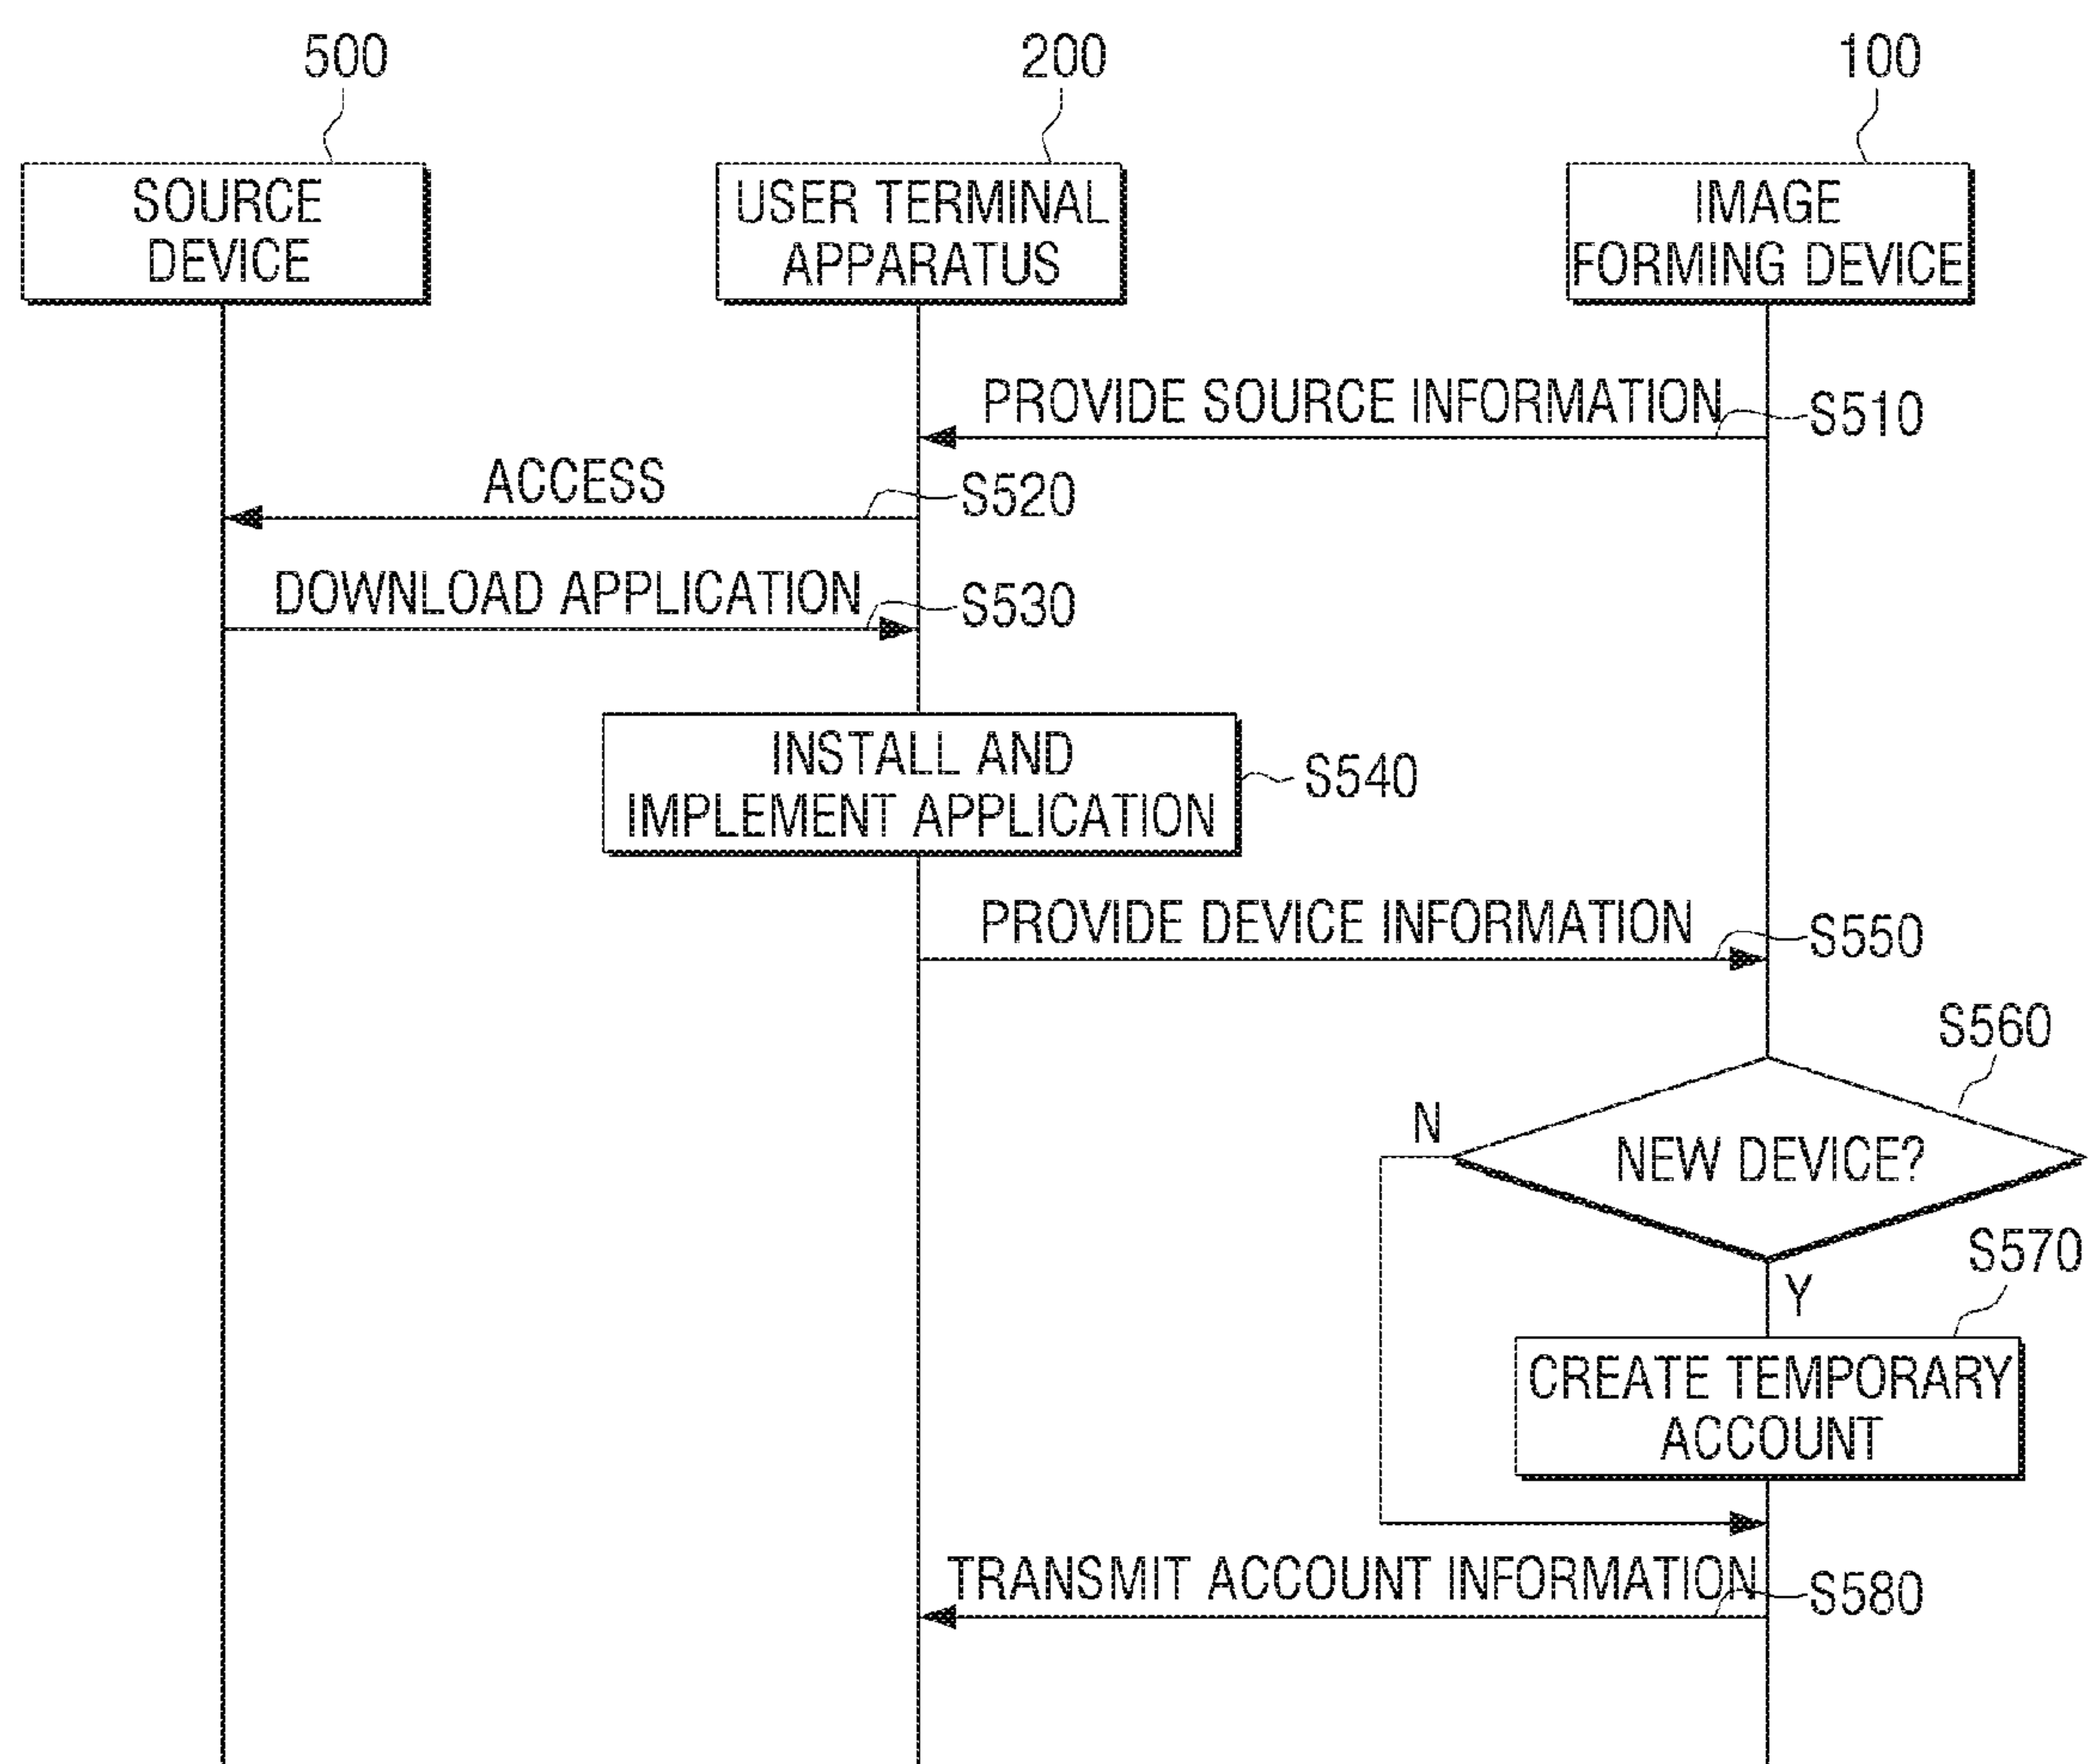 500
200
100
SOURCE
DEVICE
USER TERMINAL
APPARATUS
IMAGE
FORMING DEVICE
PROVIDE SOURCE INFORMATION
S510
ACCESS
S520
DOWNLOAD APPLICATION
S530
INSTALL AND
IMPLEMENT APPLICATION
S540
PROVIDE DEVICE INFORMATION
S550
S560
N
NEW DEVICE?
S570
Y
CREATE TEMPORARY
ACCOUNT
TRANSMIT ACCOUNT INFORMATION
S580